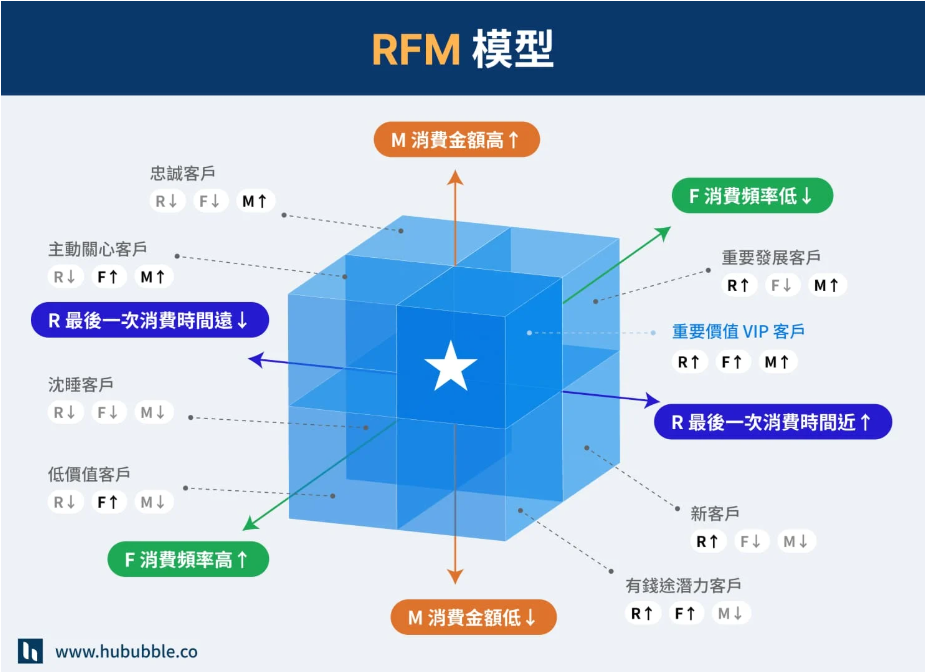 RFM 模型
M 消費金額高↑
忠誠客戶
R↓ F↓ M↑
F 消費頻率低↓
主動關心客戶
R↓ F↑ M↑
重要發展客戶
R↑ F↓ M↑
R 最後一次消費時間遠↓
重要價值 VIP 客戶
R↑ F↑ M↑
沈睡客戶
R↓ F↓ M↓
R 最後一次消費時間近↑
低價值客戶
R↓ F↑ M↓
新客戶
R↑ F↓ M↓
F 消費頻率高↑
有錢途潛力客戶
R↑ F↑ M↓
M 消費金額低↓
www.hububble.co